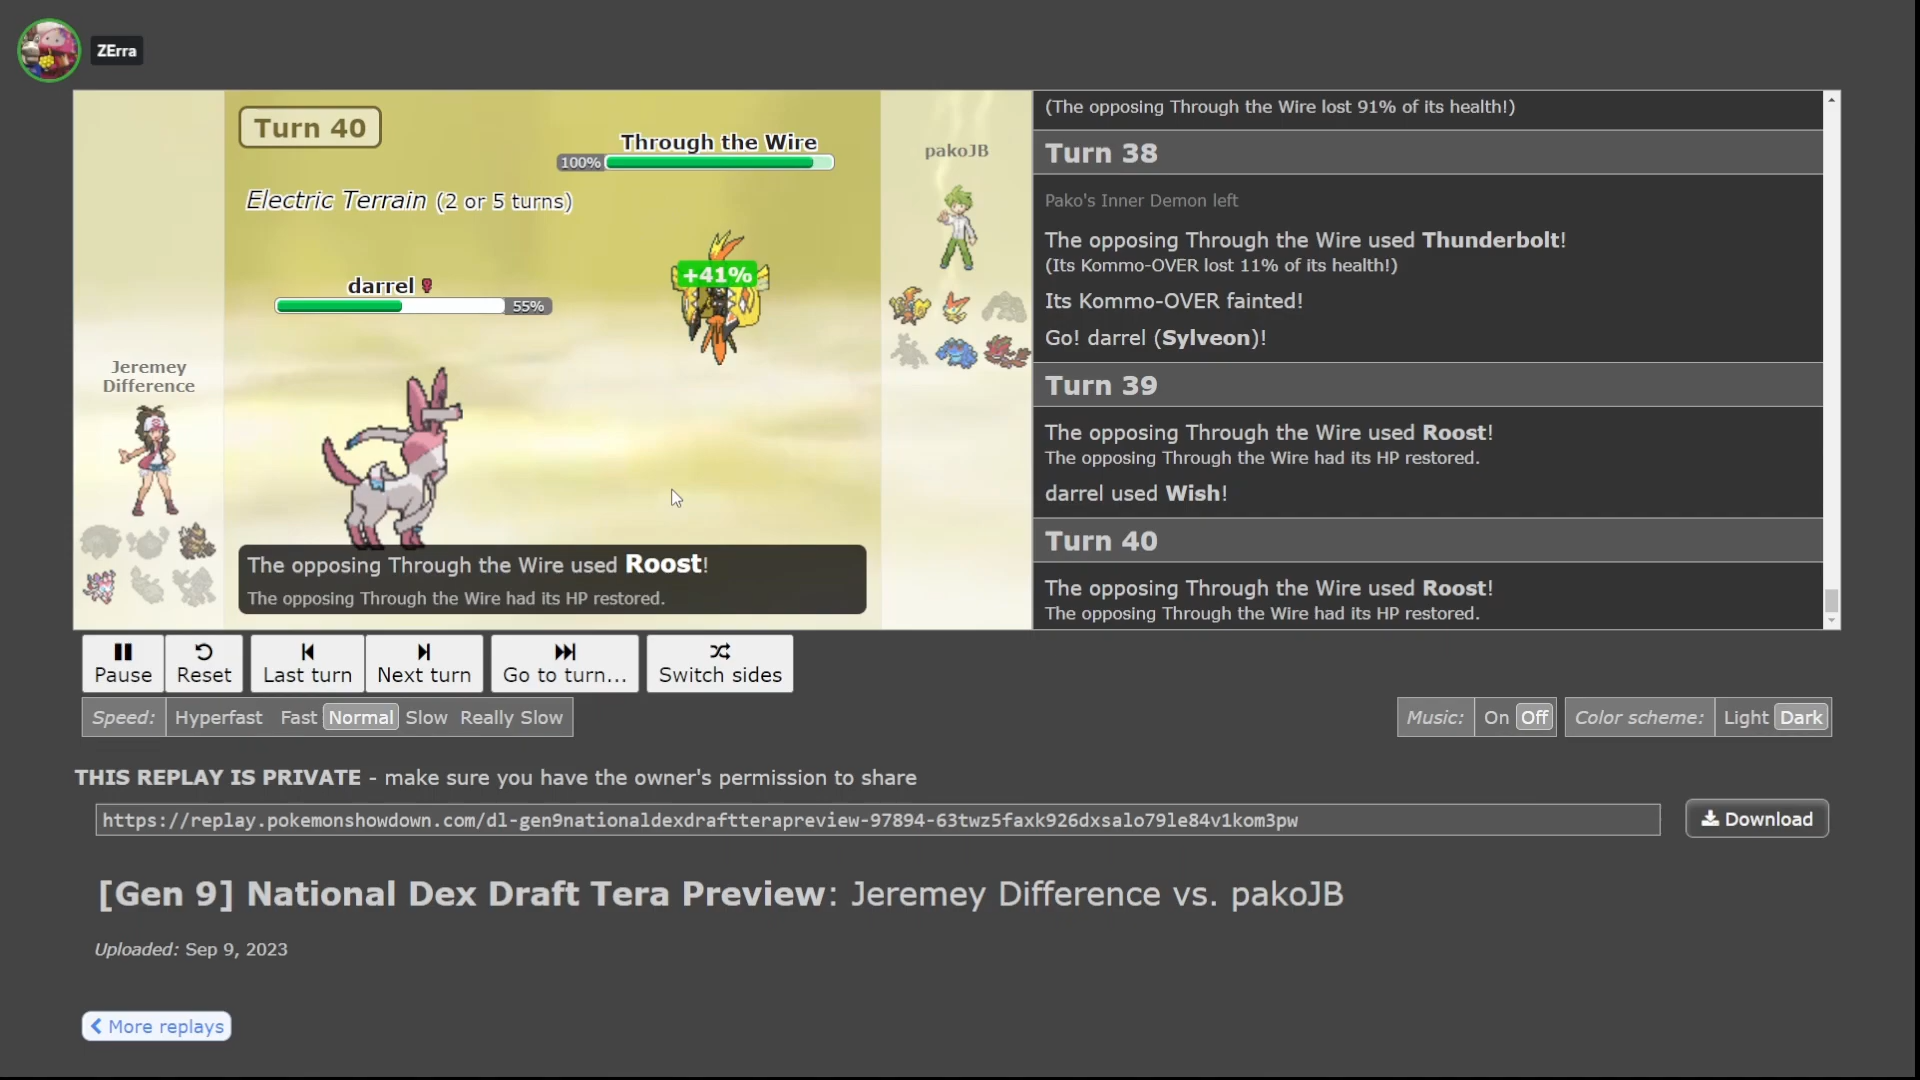 ZErra
Turn 40
Through the Wire
100%
Electric Terrain (2 or 5 turns)
+41%
darrel
55%
Jeremey
Difference
pakoJB
The opposing Through the Wire used Roost!
The opposing Through the Wire had its HP restored.
(The opposing Through the Wire lost 91% of its health!)
Turn 38
Pako's Inner Demon left
The opposing Through the Wire used Thunderbolt!
(Its Kommo-OVER lost 11% of its health!)
Its Kommo-OVER fainted!
Go! darrel (Sylveon)!
Turn 39
The opposing Through the Wire used Roost!
The opposing Through the Wire had its HP restored.
darrel used Wish!
Turn 40
The opposing Through the Wire used Roost!
The opposing Through the Wire had its HP restored.
Pause Reset Last turn Next turn Go to turn... Switch sides
Speed: Hyperfast Fast Normal Slow Really Slow
Music: On Off Color scheme: Light Dark
THIS REPLAY IS PRIVATE - make sure you have the owner's permission to share
https://replay.pokemonshowdown.com/dl-gen9nationaldexdraftterapreview-97894-63twz5faxk926dxsalo79le84v1kom3pw
Download
[Gen 9] National Dex Draft Tera Preview: Jeremey Difference vs. pakoJB
Uploaded: Sep 9, 2023
More replays